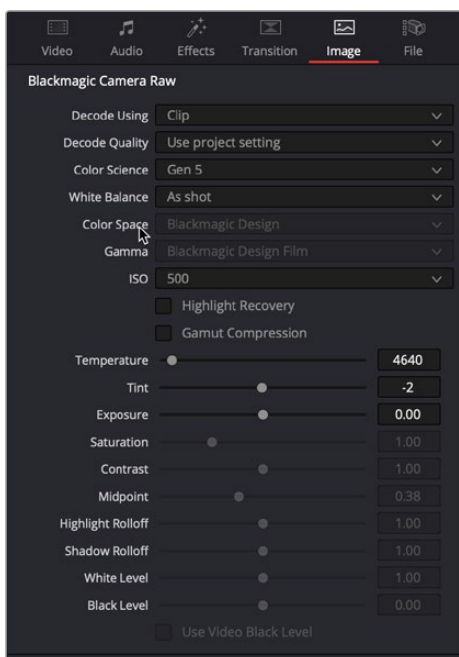 Video Audio Effects Transition Image File
Blackmagic Camera Raw
Decode Using Clip
Decode Quality Use project setting
Color Science Gen 5
White Balance As shot
Color Space Blackmagic Design
Gamma Blackmagic Design Film
ISO 500
Highlight Recovery
Gamut Compression
Temperature 4640
Tint -2
Exposure 0.00
Saturation 1.00
Contrast 1.00
Midpoint 0.38
Highlight Rolloff 1.00
Shadow Rolloff 1.00
White Level 1.00
Black Level 0.00
Use Video Black Level